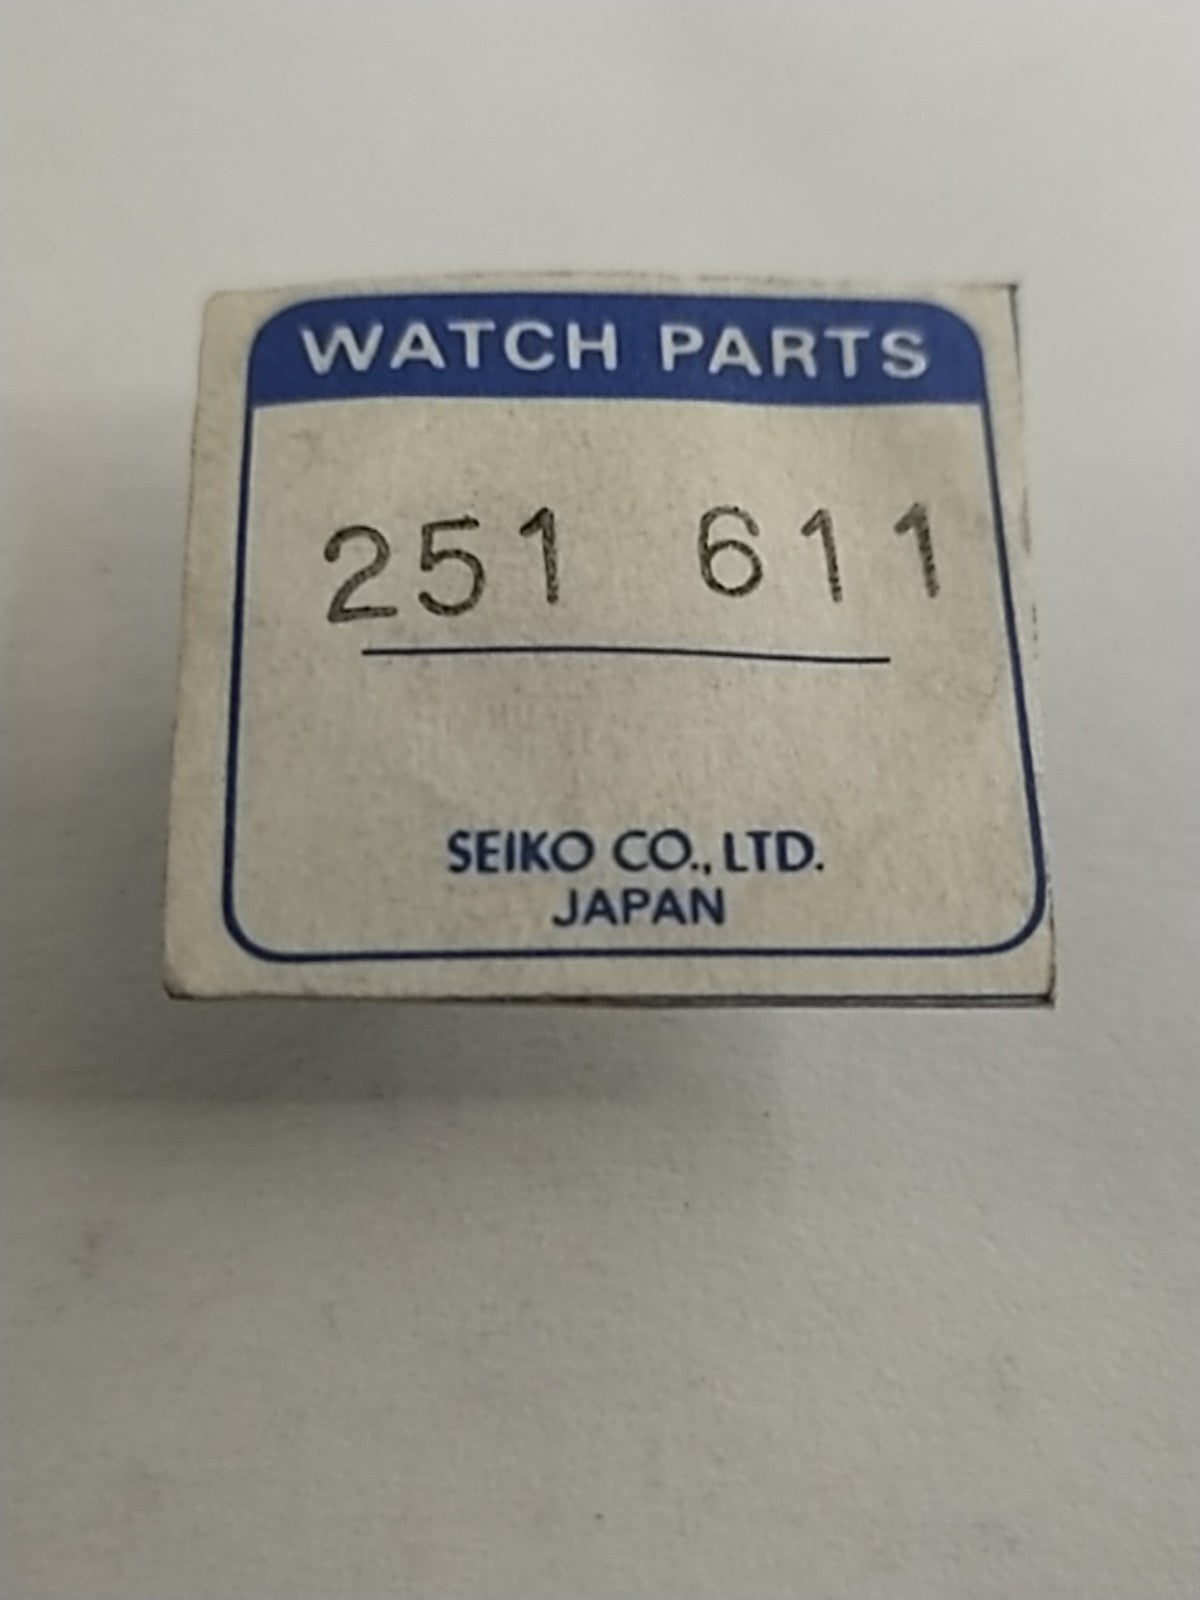 WATCH PARTS
251 611
SEIKO CO., LTD.
JAPAN